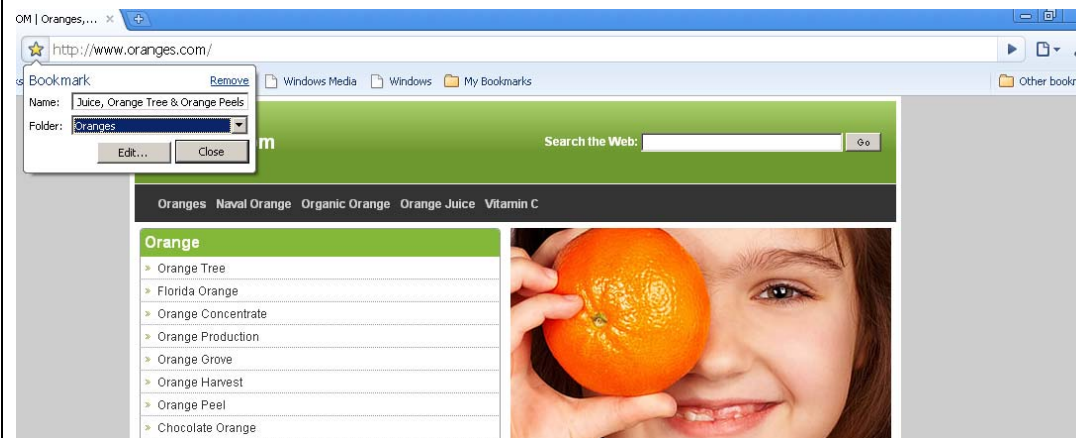 OM | Oranges,...
http://www.oranges.com/
Bookmark Remove
Windows Media Windows My Bookmarks
Other bookr
Name: Juice, Orange Tree & Orange Peels
Folder: Oranges
Edit... Close
m
Search the Web: Go
Oranges Naval Orange Organic Orange Orange Juice Vitamin C
Orange
» Orange Tree
» Florida Orange
» Orange Concentrate
» Orange Production
» Orange Grove
» Orange Harvest
» Orange Peel
» Chocolate Orange